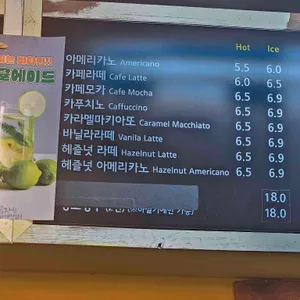 Hot Ice
아메리카노 Americano 5.5 6.0
카페라떼 Cafe Latte 6.0 6.5
카페모카 Cafe Mocha 6.5 6.9
카푸치노 Caffuccino 6.5 6.9
카라멜마키아또 Caramel Macchiato 6.5 6.9
바닐라라떼 Vanila Latte 6.5 6.9
헤즐넛 라떼 Hazelnut Latte 6.5 6.9
헤즐넛 아메리카노 Hazelnut Americano 6.5 6.9
18.0
18.0